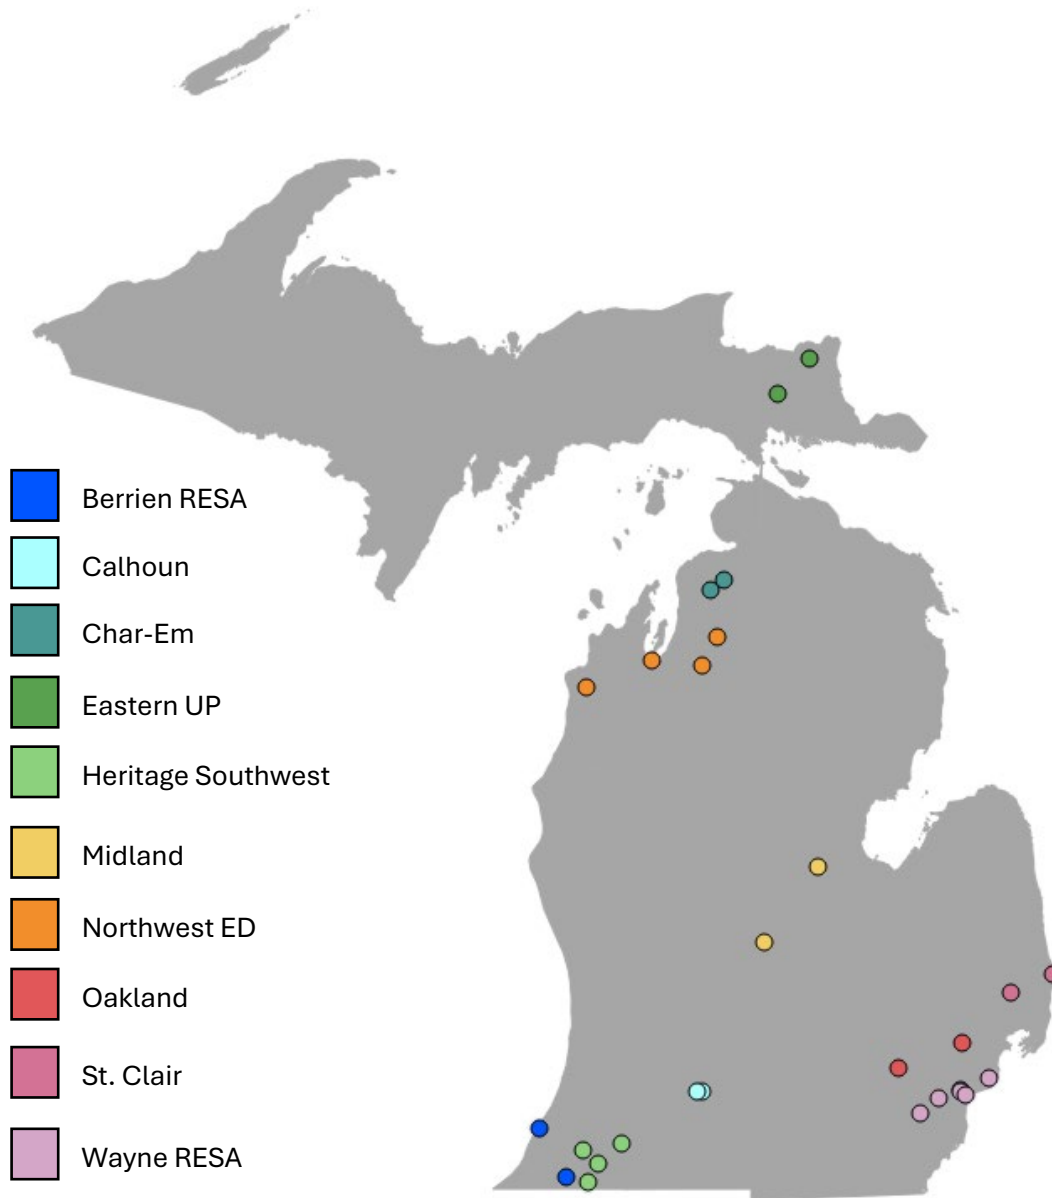 Berrien RESA
Calhoun
Char-Em
Eastern UP
Heritage Southwest
Midland
Northwest ED
Oakland
St. Clair
Wayne RESA